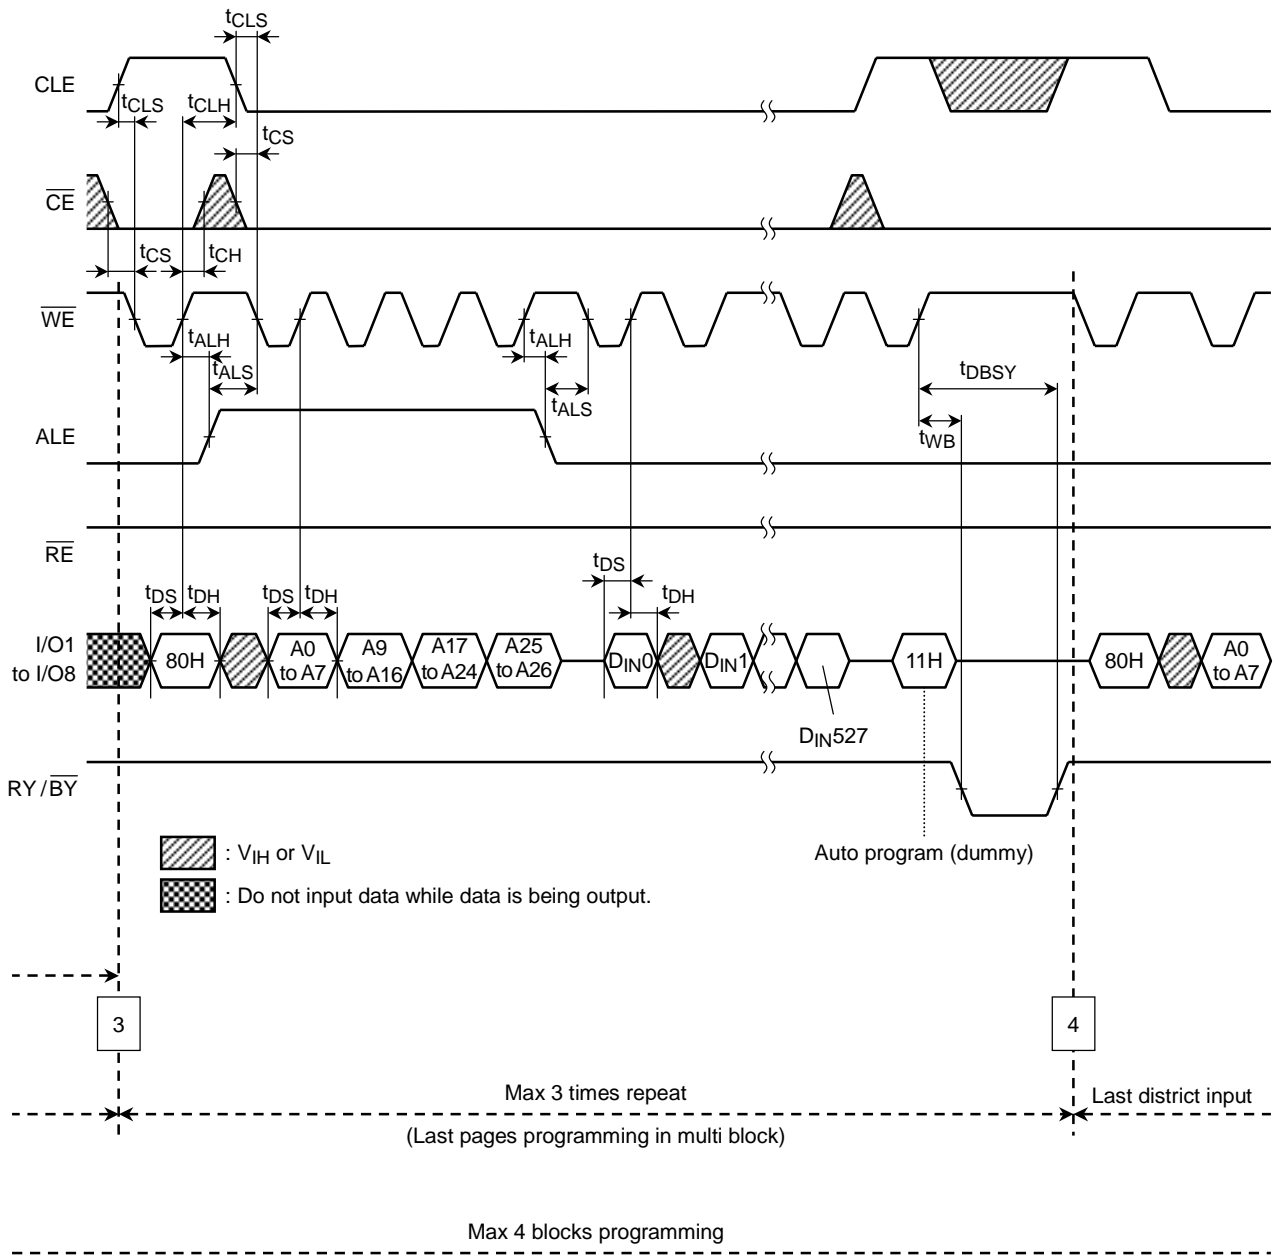 tCLS
CLE
tCLS tCLH
tCS
CE
tCS tCH
WE
tALH tALH
tALS tALS
tDBSY
ALE
tWB
RE
tDS
tDS tDH tDS tDH tDH
I/O1
to I/O8
80H
A0
to A7
A9
to A16
A17
to A24
A25
to A26
DIN0
DIN1
11H
80H
A0
to A7
DIN527
RY/BY
: VIH or VIL
Auto program (dummy)
: Do not input data while data is being output.
3
4
Max 3 times repeat
Last district input
(Last pages programming in multi block)
Max 4 blocks programming